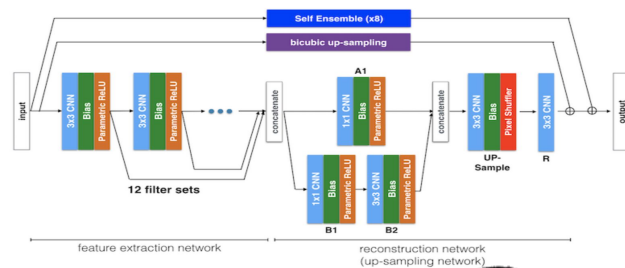 Self Ensemble (x8)
bicubic up-sampling
input
3x3 CNN
Bias
Parametric ReLU
3x3 CNN
Bias
Parametric ReLU
12 filter sets
concatenate
A1
1x1 CNN
Bias
Parametric ReLU
1x1 CNN
Bias
Parametric ReLU
B1
3x3 CNN
Bias
Parametric ReLU
B2
concatenate
3x3 CNN
Bias
Pixel Shuffler
UP-
Sample
3x3 CNN
R
output
feature extraction network
reconstruction network
(up-sampling network)